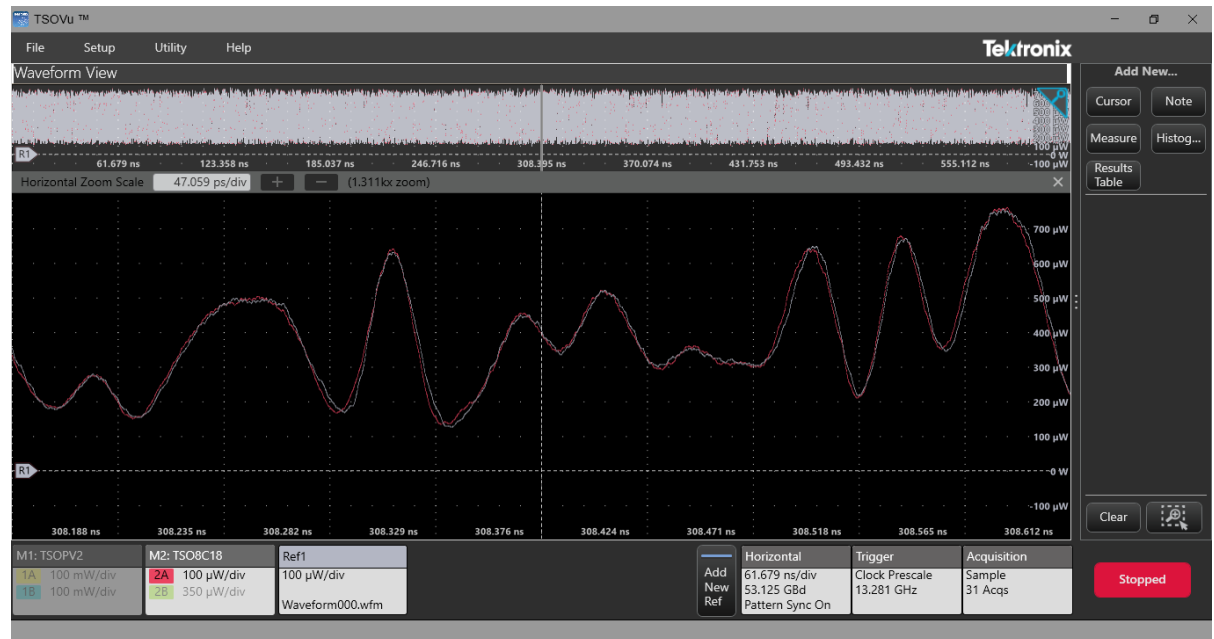 TSOVu ™
File Setup Utility Help
Tektronix
Waveform View
Add New...
Cursor Note
Measure Histog...
Results
Table
R1
61.679 ns 123.358 ns 185.037 ns 246.716 ns 308.395 ns 370.074 ns 431.753 ns 493.432 ns 555.112 ns
100 µW
0 W
-100 µW
Horizontal Zoom Scale 47.059 ps/div + − (1.311kx zoom)
700 µW
600 µW
500 µW
400 µW
300 µW
200 µW
100 µW
R1
0 W
-100 µW
308.188 ns 308.235 ns 308.282 ns 308.329 ns 308.376 ns 308.424 ns 308.471 ns 308.518 ns 308.565 ns 308.612 ns
Clear
M1: TSOPV2
1A 100 mW/div
1B 100 mW/div
M2: TSO8C18
2A 100 µW/div
2B 350 µW/div
Ref1
100 µW/div
Waveform000.wfm
Add
New
Ref
Horizontal
61.679 ns/div
53.125 GBd
Pattern Sync On
Trigger
Clock Prescale
13.281 GHz
Acquisition
Sample
31 Acqs
Stopped